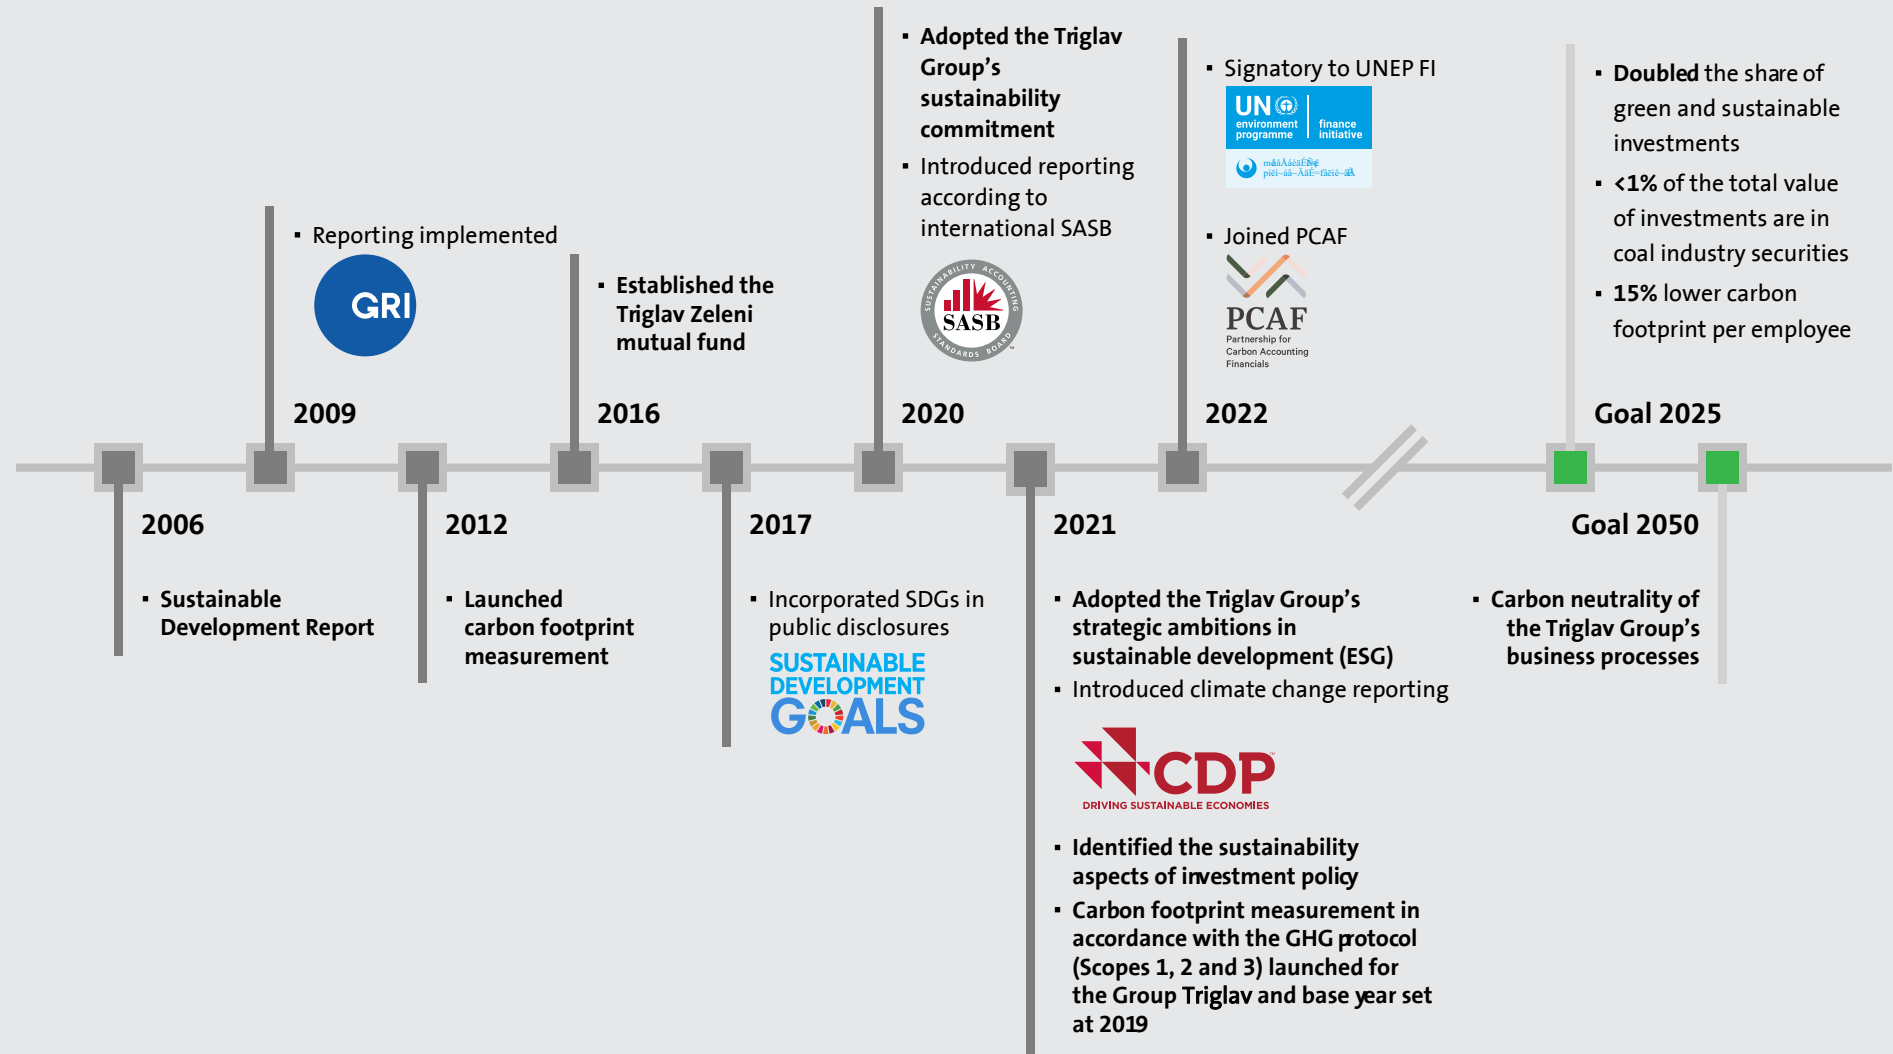 2006
▪ Sustainable
Development Report
▪ Reporting implemented
GRI
2009
2012
▪ Launched
carbon footprint
measurement
▪ Established the
Triglav Zeleni
mutual fund
2016
2017
▪ Incorporated SDGs in
public disclosures
SUSTAINABLE
DEVELOPMENT
GOALS
▪ Adopted the Triglav
Group's
sustainability
commitment
▪ Introduced reporting
according to
international SASB
SUSTAINABILITY ACCOUNTING
SASB
STANDARDS BOARD
2020
2021
▪ Adopted the Triglav Group's
strategic ambitions in
sustainable development (ESG)
▪ Introduced climate change reporting
CDP
DRIVING SUSTAINABLE ECONOMIES
▪ Identified the sustainability
aspects of investment policy
▪ Carbon footprint measurement in
accordance with the GHG protocol
(Scopes 1, 2 and 3) launched for
the Group Triglav and base year set
at 2019
▪ Signatory to UNEP FI
UN
environment
programme
finance
initiative
▪ Joined PCAF
PCAF
Partnership for
Carbon Accounting
Financials
2022
▪ Doubled the share of
green and sustainable
investments
▪ <1% of the total value
of investments are in
coal industry securities
▪ 15% lower carbon
footprint per employee
Goal 2025
Goal 2050
▪ Carbon neutrality of
the Triglav Group's
business processes